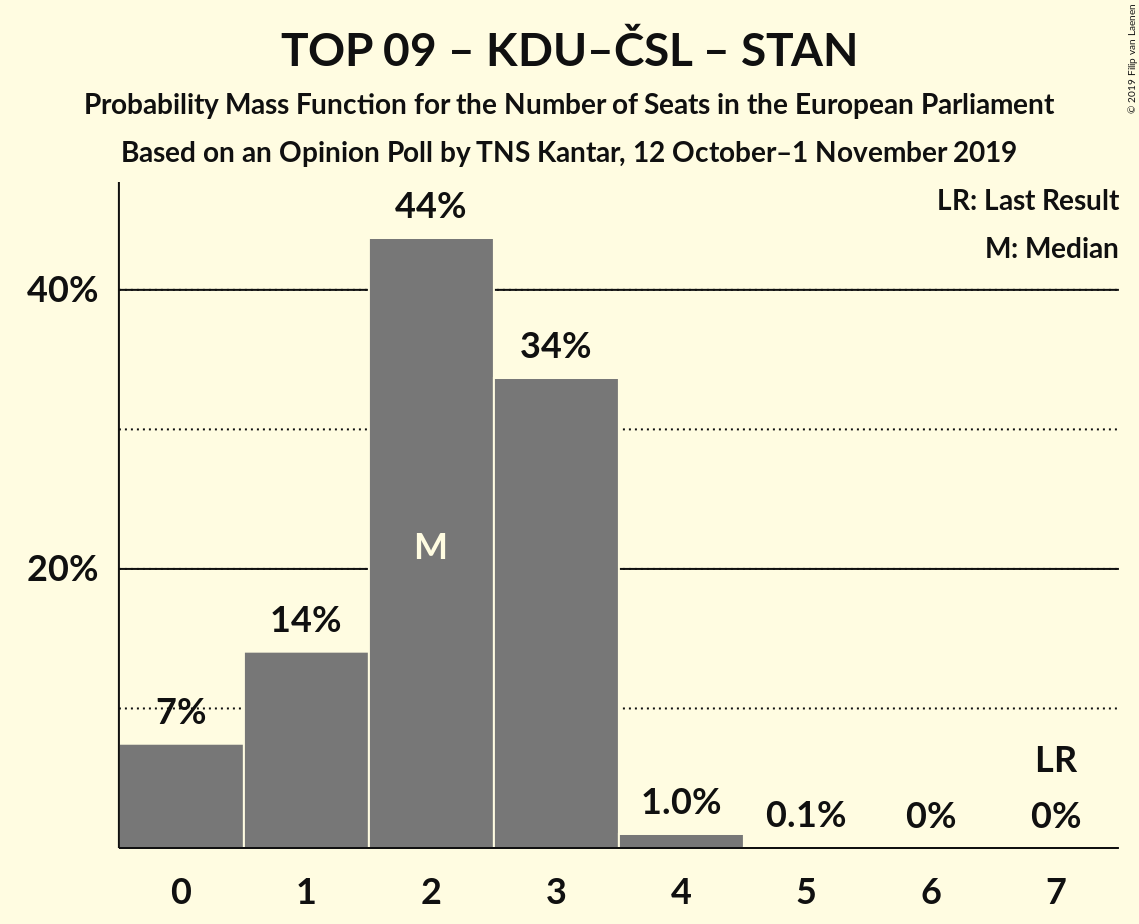 TOP 09 – KDU–ČSL – STAN
Probability Mass Function for the Number of Seats in the European Parliament
Based on an Opinion Poll by TNS Kantar, 12 October–1 November 2019
© 2019 Filip van Laenen
LR: Last Result
M: Median
44%
40%
34%
M
20%
14%
7%
LR
1.0%
0.1%
0%
0%
0 1 2 3 4 5 6 7